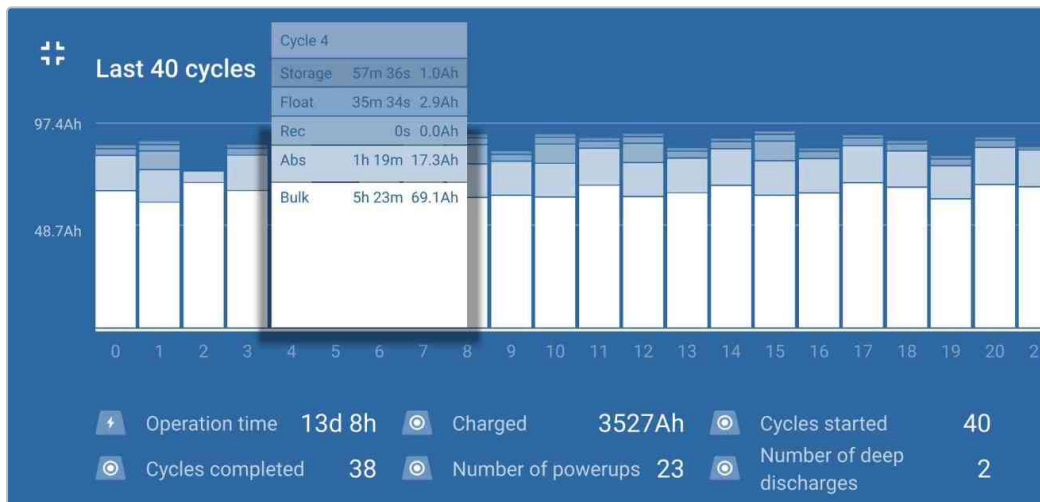 Last 40 cycles
Cycle 4
Storage 57m 36s 1.0Ah
Float 35m 34s 2.9Ah
Rec 0s 0.0Ah
Abs 1h 19m 17.3Ah
Bulk 5h 23m 69.1Ah
97.4Ah
48.7Ah
0 1 2 3 4 5 6 7 8 9 10 11 12 13 14 15 16 17 18 19 20
Operation time 13d 8h Charged 3527Ah Cycles started 40
Cycles completed 38 Number of powerups 23 Number of deep
discharges 2